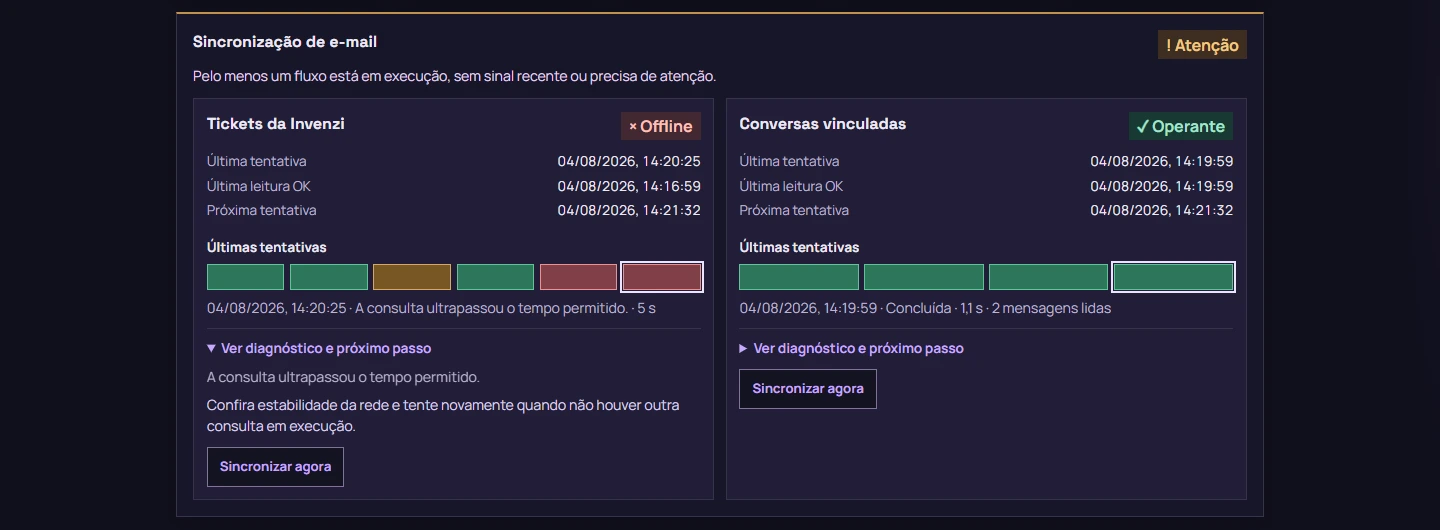 Sincronização de e-mail
! Atenção
Pelo menos um fluxo está em execução, sem sinal recente ou precisa de atenção.
Tickets da Invenzi
× Offline
Última tentativa 04/08/2026, 14:20:25
Última leitura OK 04/08/2026, 14:16:59
Próxima tentativa 04/08/2026, 14:21:32
Últimas tentativas
04/08/2026, 14:20:25 · A consulta ultrapassou o tempo permitido. · 5 s
▼ Ver diagnóstico e próximo passo
A consulta ultrapassou o tempo permitido.
Confira estabilidade da rede e tente novamente quando não houver outra
consulta em execução.
Sincronizar agora
Conversas vinculadas
✓ Operante
Última tentativa 04/08/2026, 14:19:59
Última leitura OK 04/08/2026, 14:19:59
Próxima tentativa 04/08/2026, 14:21:32
Últimas tentativas
04/08/2026, 14:19:59 · Concluída · 1,1 s · 2 mensagens lidas
▶ Ver diagnóstico e próximo passo
Sincronizar agora